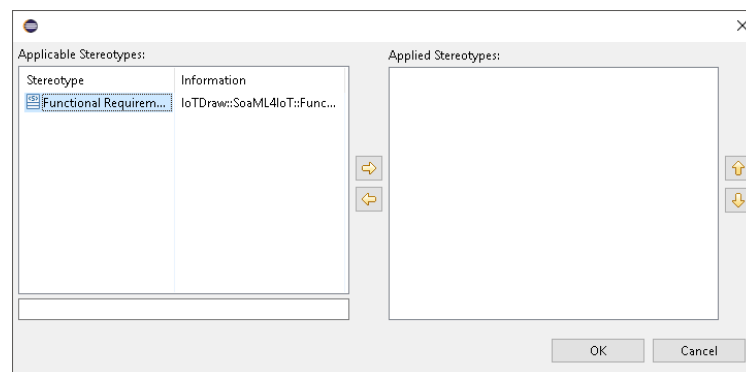 Applicable Stereotypes:
Applied Stereotypes:
Stereotype Information
Functional Requirem... IoTDraw::SoaML4IoT::Func...
OK Cancel